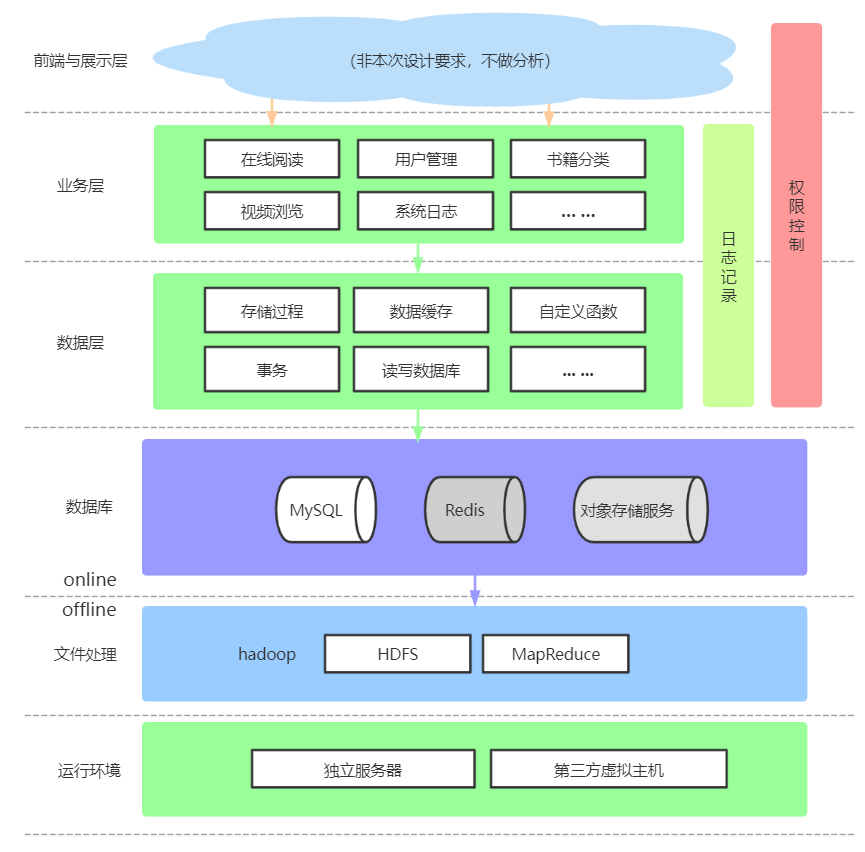 前端与展示层
(非本次设计要求，不做分析)
业务层
在线阅读
用户管理
书籍分类
视频浏览
系统日志
... ...
数据层
存储过程
数据缓存
自定义函数
事务
读写数据库
... ...
日志记录
权限控制
数据库
MySQL
Redis
对象存储服务
online
offline
文件处理
hadoop
HDFS
MapReduce
运行环境
独立服务器
第三方虚拟主机